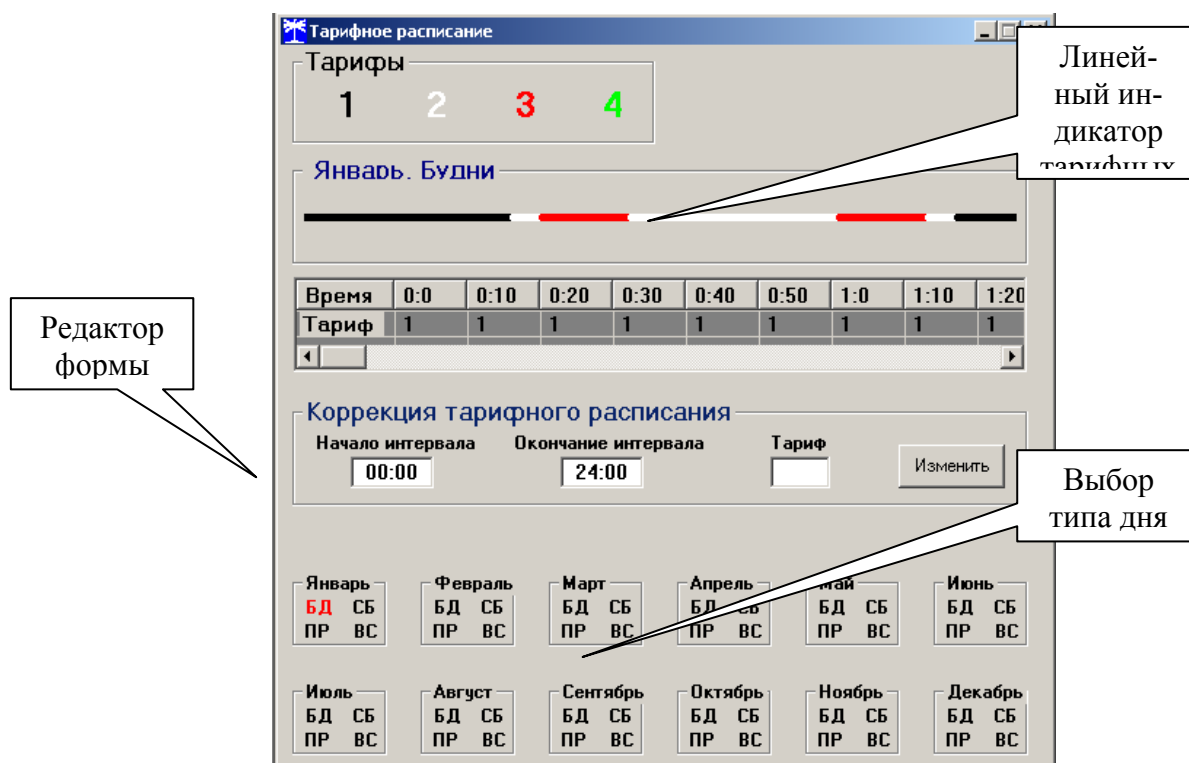 Тарифное расписание
Тарифы
1 2 3 4
Линей-
ный ин-
дикатор
тарифных
Январь. Будни
Время 0:0 0:10 0:20 0:30 0:40 0:50 1:0 1:10 1:20
Тариф 1 1 1 1 1 1 1 1 1
Редактор
формы
Коррекция тарифного расписания
Начало интервала Окончание интервала Тариф
00:00 24:00 Изменить
Выбор
типа дня
Январь Февраль Март Апрель Май Июнь
БД СБ БД СБ БД СБ БД СБ БД СБ БД СБ
ПР ВС ПР ВС ПР ВС ПР ВС ПР ВС ПР ВС
Июль Август Сентябрь Октябрь Ноябрь Декабрь
БД СБ БД СБ БД СБ БД СБ БД СБ БД СБ
ПР ВС ПР ВС ПР ВС ПР ВС ПР ВС ПР ВС